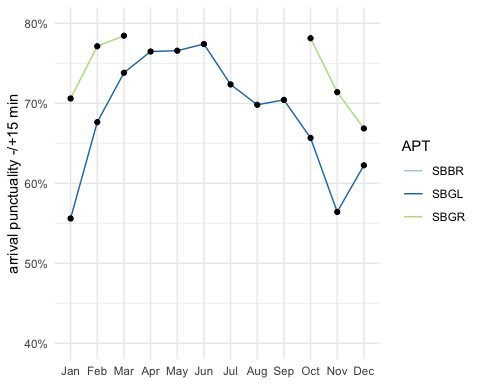 80%
70%
60%
50%
40%
arrival punctuality -/+15 min
Jan Feb Mar Apr May Jun Jul Aug Sep Oct Nov Dec
APT
SBBR
SBGL
SBGR